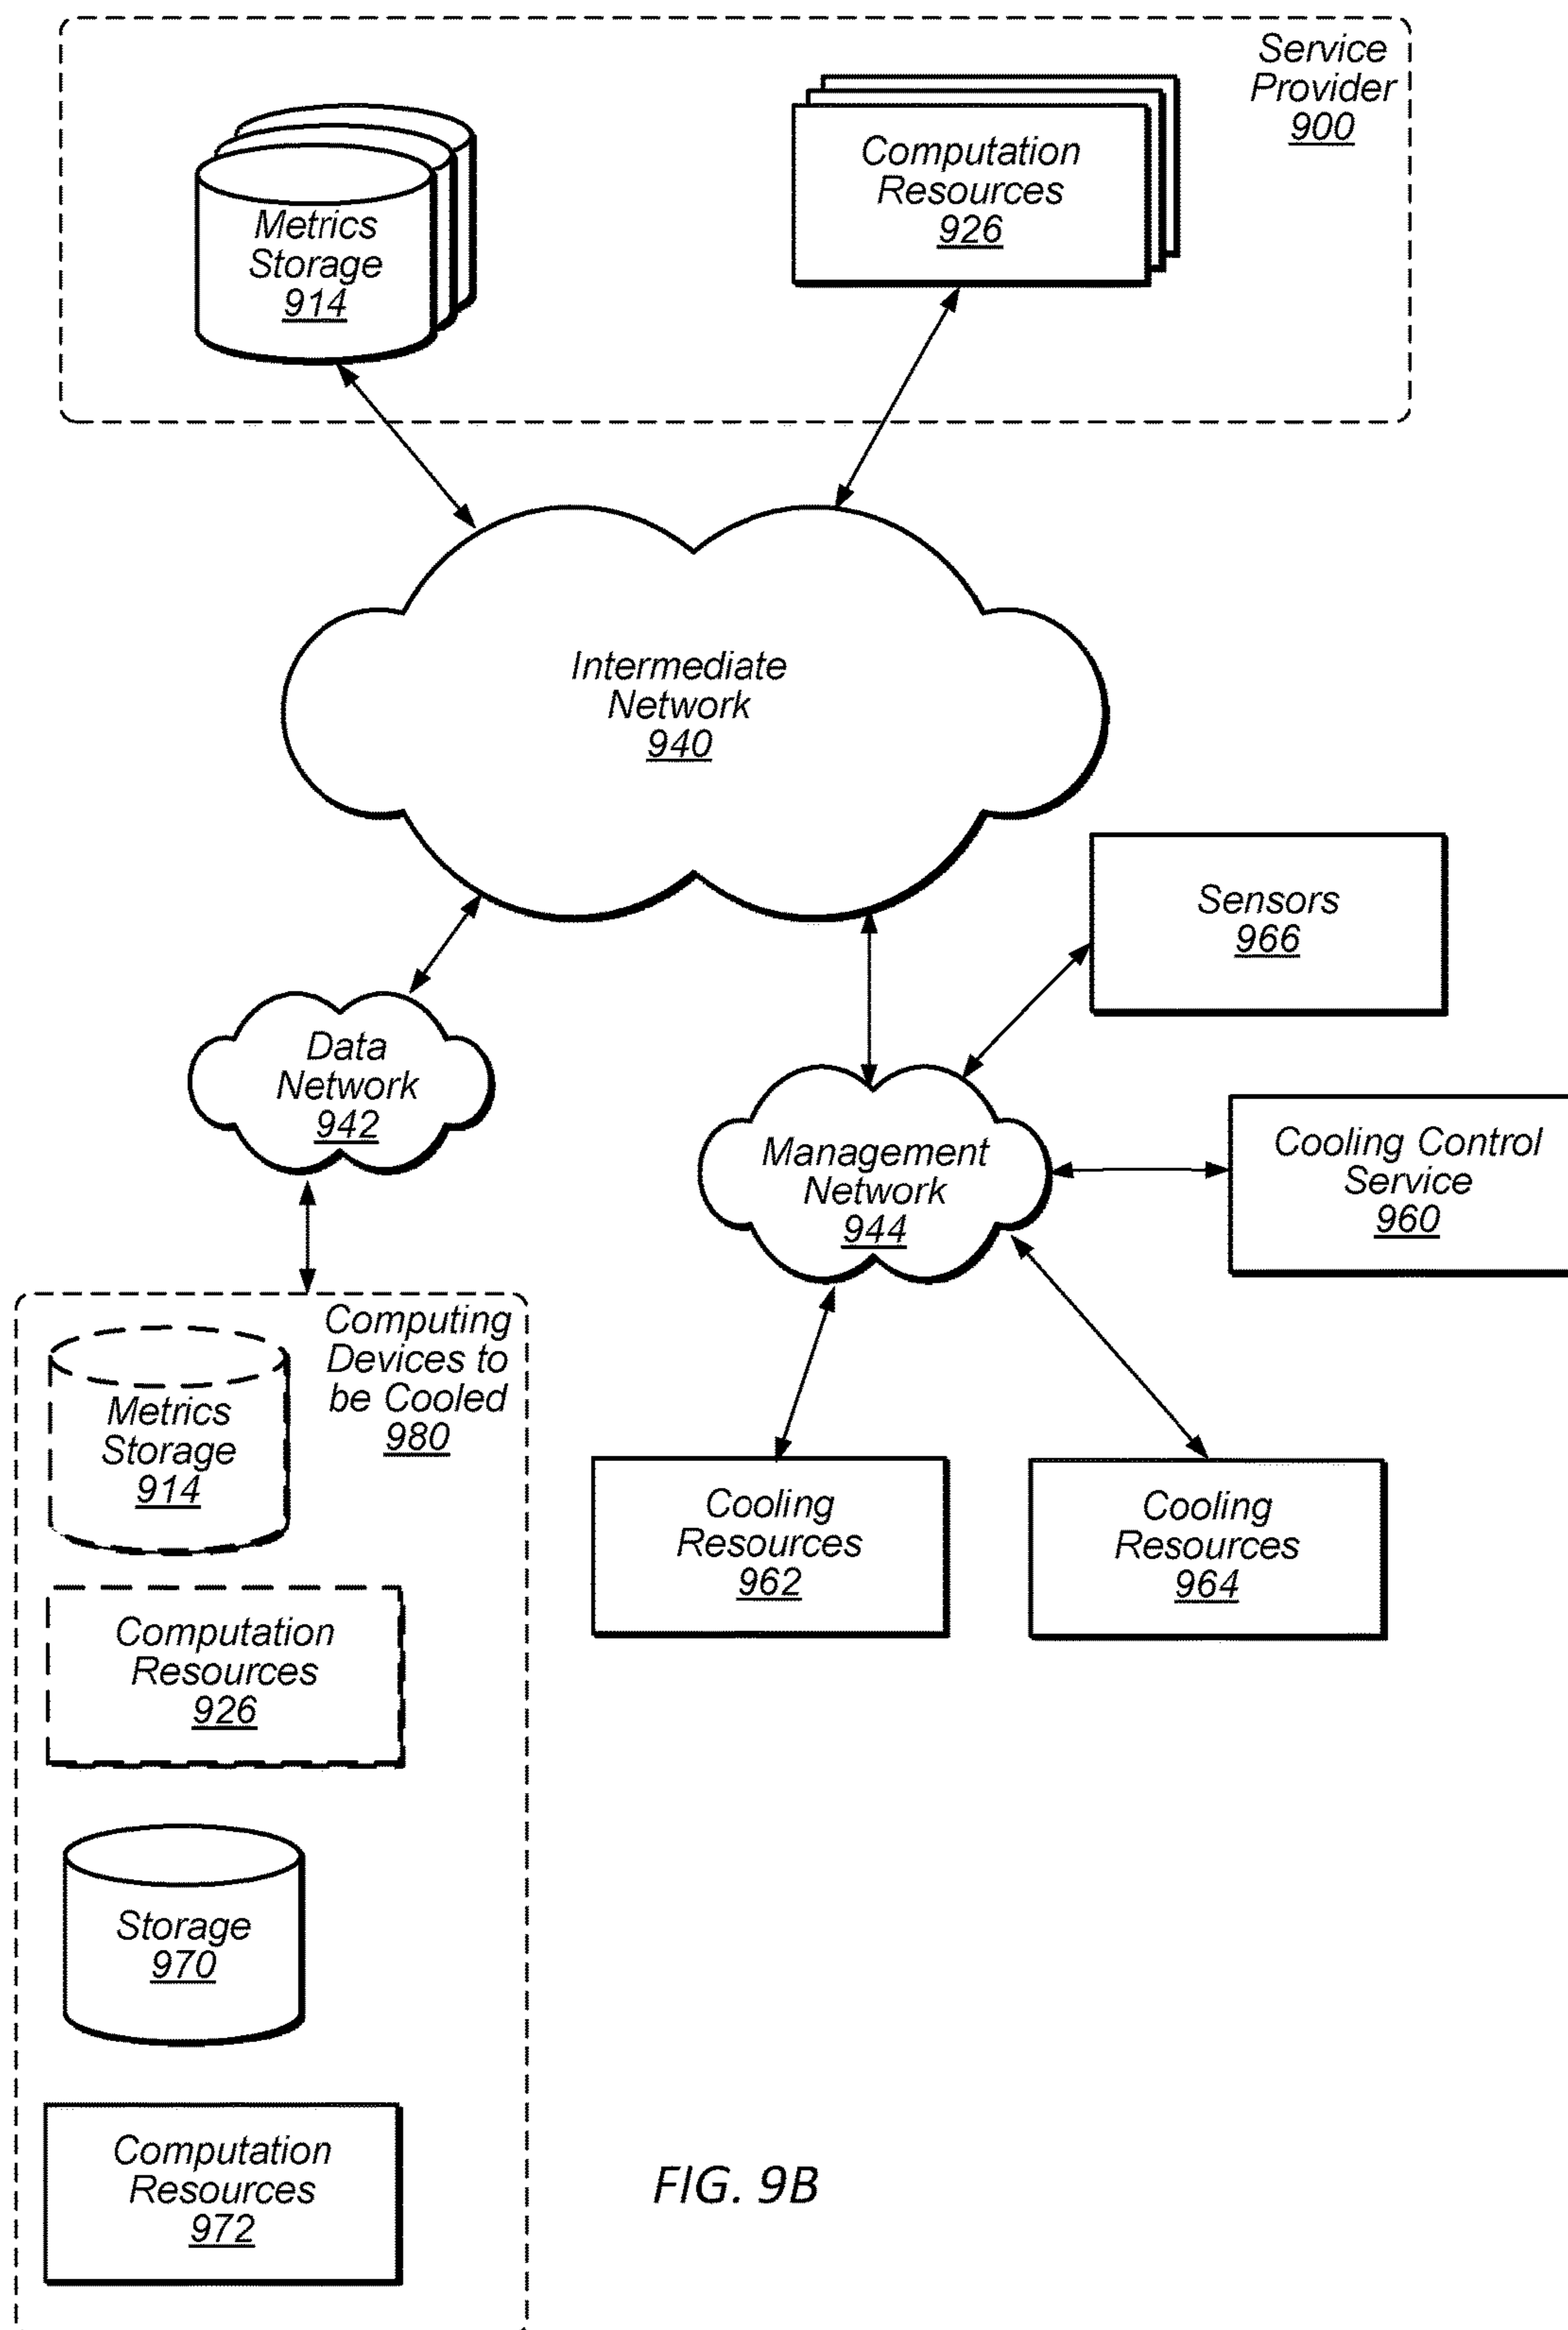 Service
Provider
900
Metrics
Storage
914
Computation
Resources
926
Intermediate
Network
940
Sensors
966
Data
Network
942
Management
Network
944
Cooling Control
Service
960
Computing
Devices to
be Cooled
980
Metrics
Storage
914
Cooling
Resources
962
Cooling
Resources
964
Computation
Resources
926
Storage
970
Computation
Resources
972
FIG. 9B